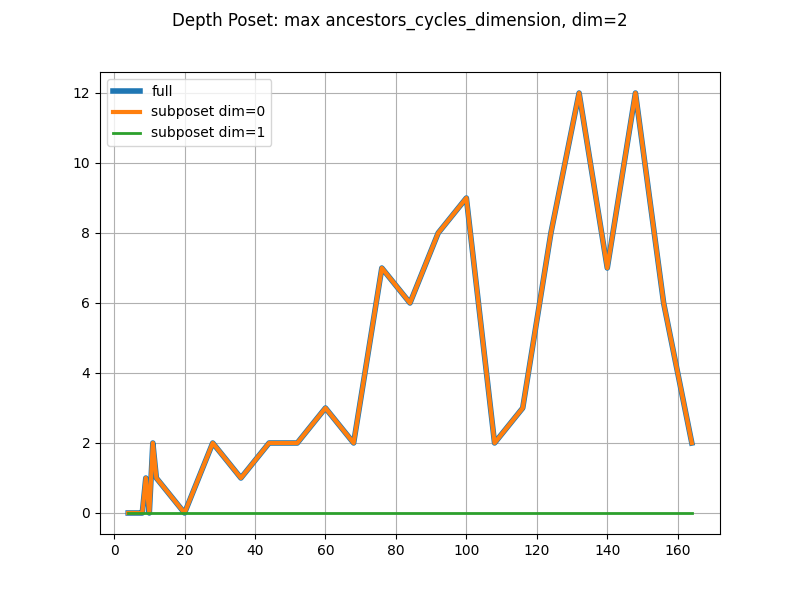 Depth Poset: max ancestors_cycles_dimension, dim=2
full
subposet dim=0
subposet dim=1
12
10
8
6
4
2
0
0 20 40 60 80 100 120 140 160